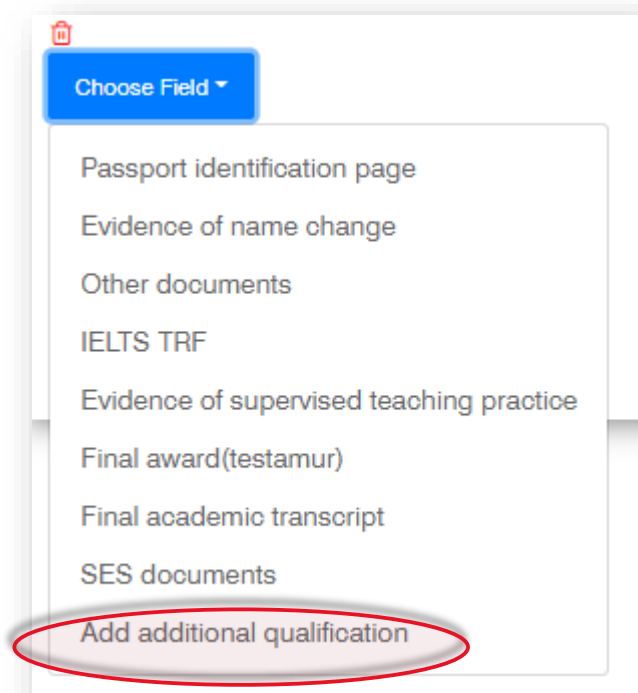 Choose Field
Passport identification page
Evidence of name change
Other documents
IELTS TRF
Evidence of supervised teaching practice
Final award(testamur)
Final academic transcript
SES documents
Add additional qualification